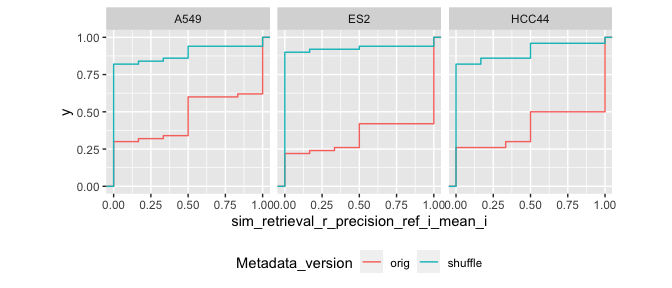 A549 ES2 HCC44
1.00
0.75
0.50
0.25
0.00
y
0.00 0.25 0.50 0.75 1.00 0.00 0.25 0.50 0.75 1.00 0.00 0.25 0.50 0.75 1.00
sim_retrieval_r_precision_ref_i_mean_i
Metadata_version orig shuffle